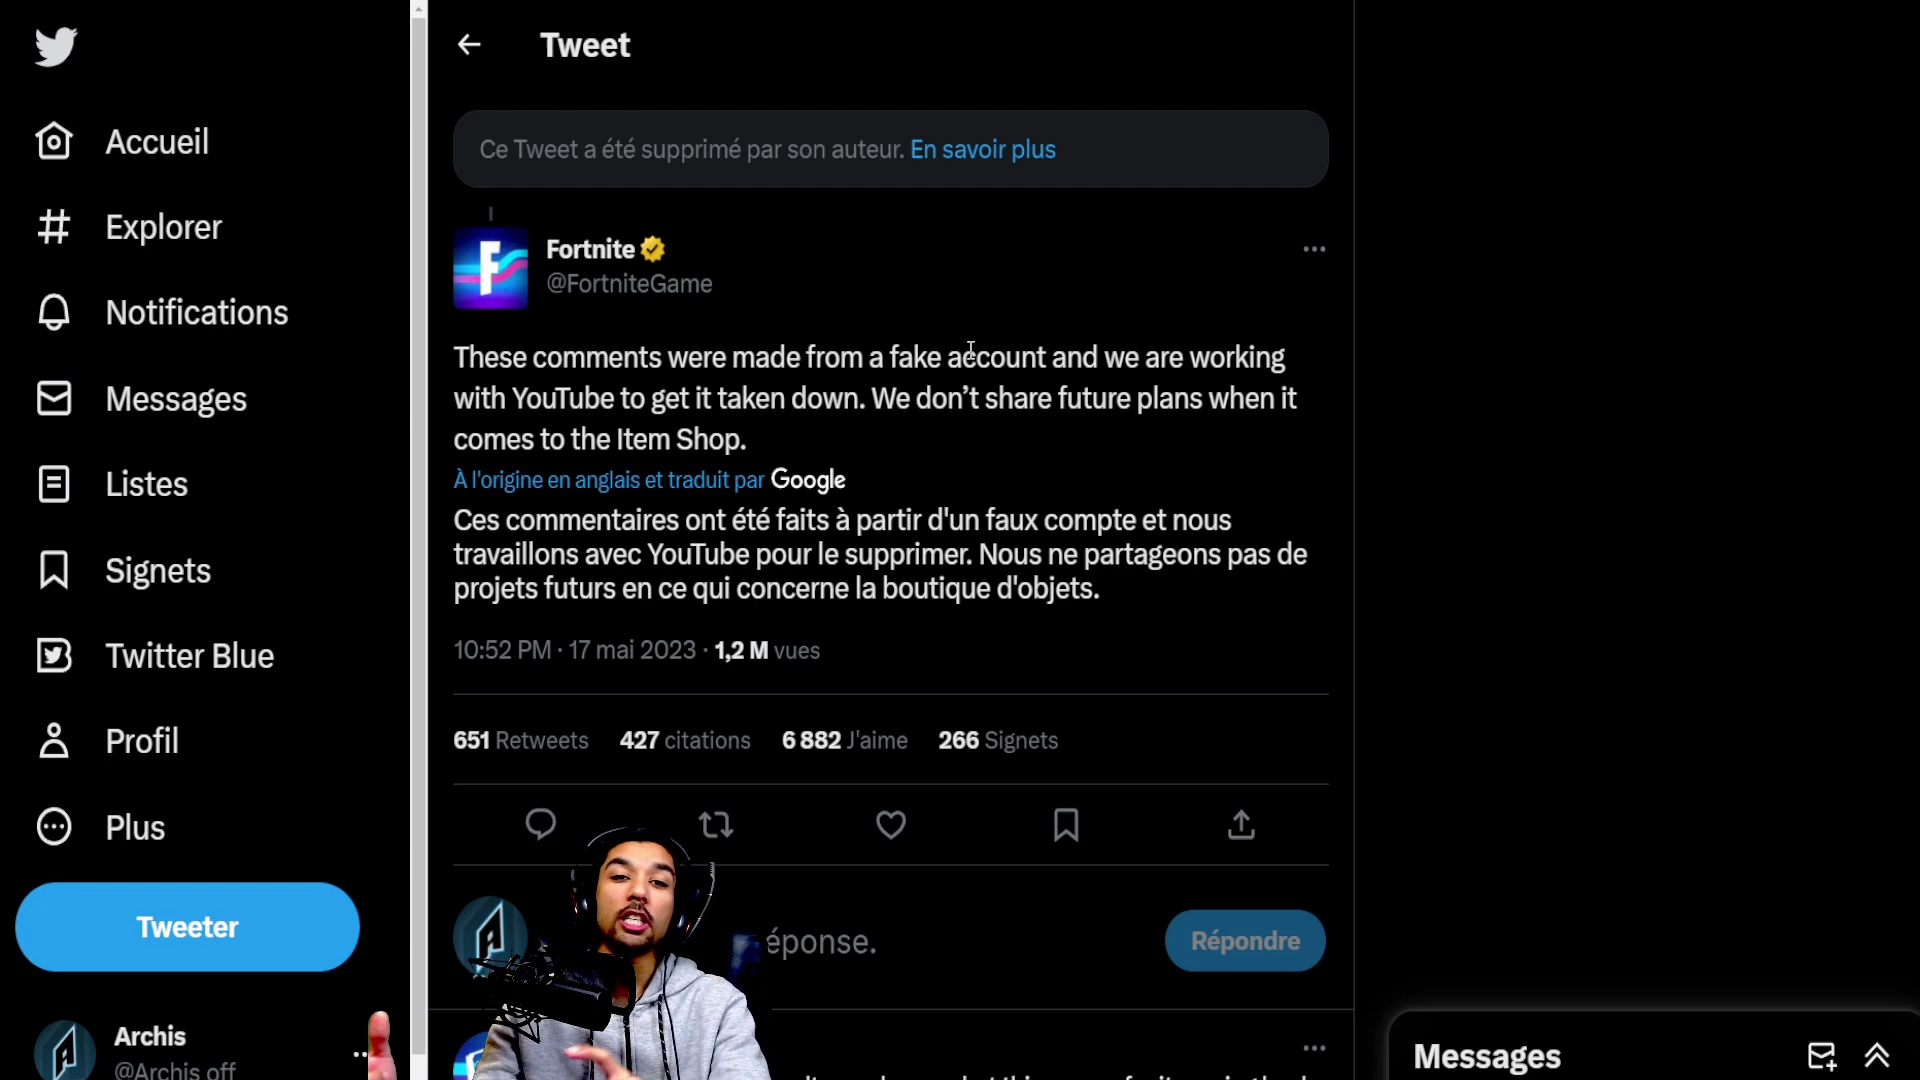 Tweet
Accueil
Explorer
Notifications
Messages
Listes
Signets
Twitter Blue
Profil
Plus
Tweeter
Archis
@Archis off
Ce Tweet a été supprimé par son auteur. En savoir plus
Fortnite
@FortniteGame
These comments were made from a fake account and we are working
with YouTube to get it taken down. We don’t share future plans when it
comes to the Item Shop.
À l'origine en anglais et traduit par Google
Ces commentaires ont été faits à partir d'un faux compte et nous
travaillons avec YouTube pour le supprimer. Nous ne partageons pas de
projets futurs en ce qui concerne la boutique d'objets.
10:52 PM · 17 mai 2023 · 1,2 M vues
651 Retweets 427 citations 6 882 J'aime 266 Signets
éponse.
Répondre
Messages